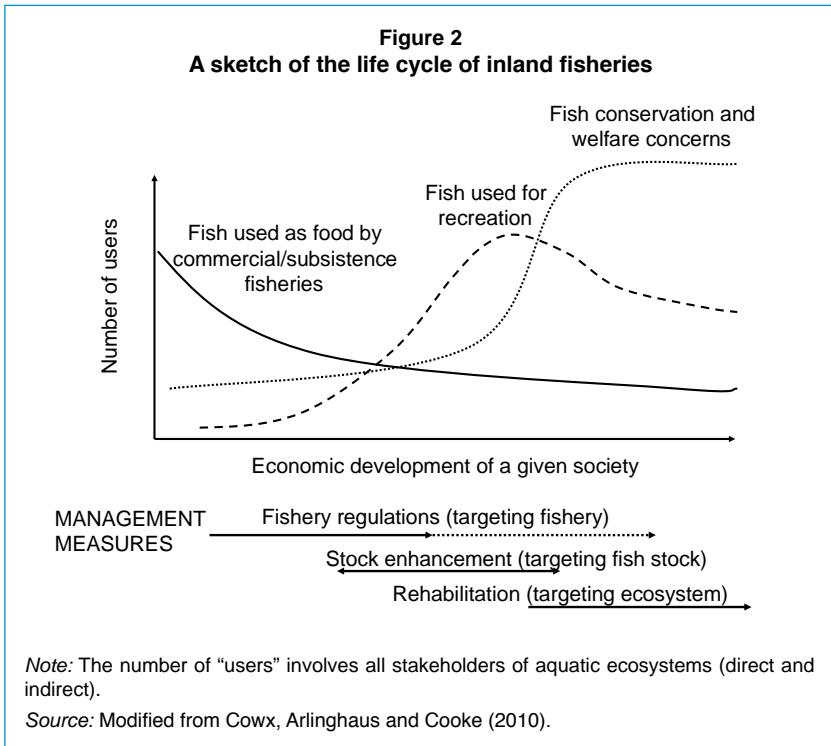 Figure 2
A sketch of the life cycle of inland fisheries
Fish conservation and
welfare concerns
Fish used for
recreation
Fish used as food by
commercial/subsistence
fisheries
Number of users
Economic development of a given society
MANAGEMENT
MEASURES
Fishery regulations (targeting fishery)
Stock enhancement (targeting fish stock)
Rehabilitation (targeting ecosystem)
Note: The number of “users” involves all stakeholders of aquatic ecosystems (direct and
indirect).
Source: Modified from Cowx, Arlinghaus and Cooke (2010).